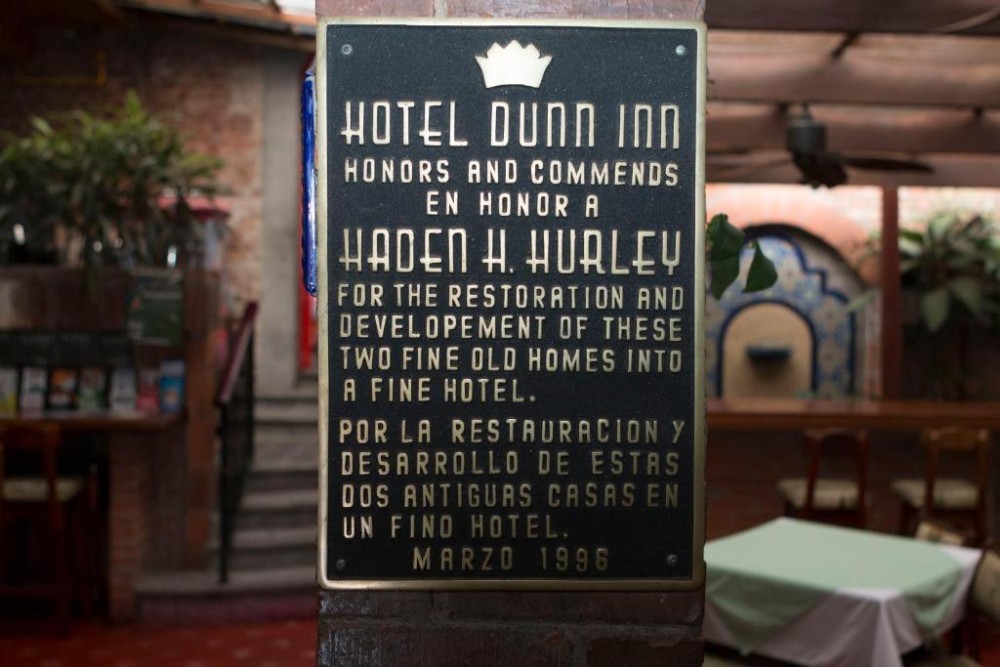 HOTEL DUNN INN
HONORS AND COMMENDS
EN HONOR A
HADEN H. HURLEY
FOR THE RESTORATION AND
DEVELOPEMENT OF THESE
TWO FINE OLD HOMES INTO
A FINE HOTEL.
POR LA RESTAURACION Y
DESARROLLO DE ESTAS
DOS ANTIGUAS CASAS EN
UN FINO HOTEL.
MARZO 1996